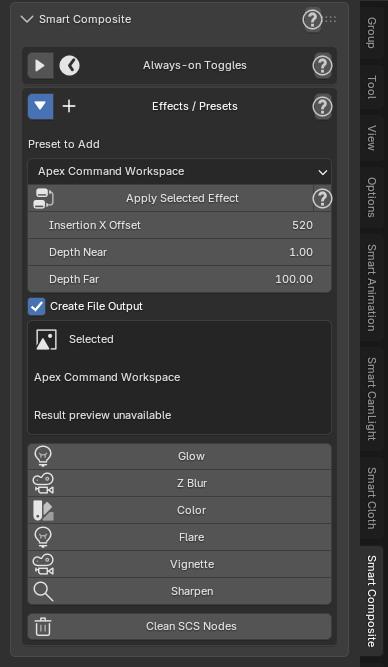 Smart Composite
Always-on Toggles
Effects / Presets
Preset to Add
Apex Command Workspace
Apply Selected Effect
Insertion X Offset 520
Depth Near 1.00
Depth Far 100.00
Create File Output
Selected
Apex Command Workspace
Result preview unavailable
Glow
Z Blur
Color
Flare
Vignette
Sharpen
Clean SCS Nodes
Group
Tool
View
Options
Smart Animation
Smart CamLight
Smart Cloth
Smart Composite